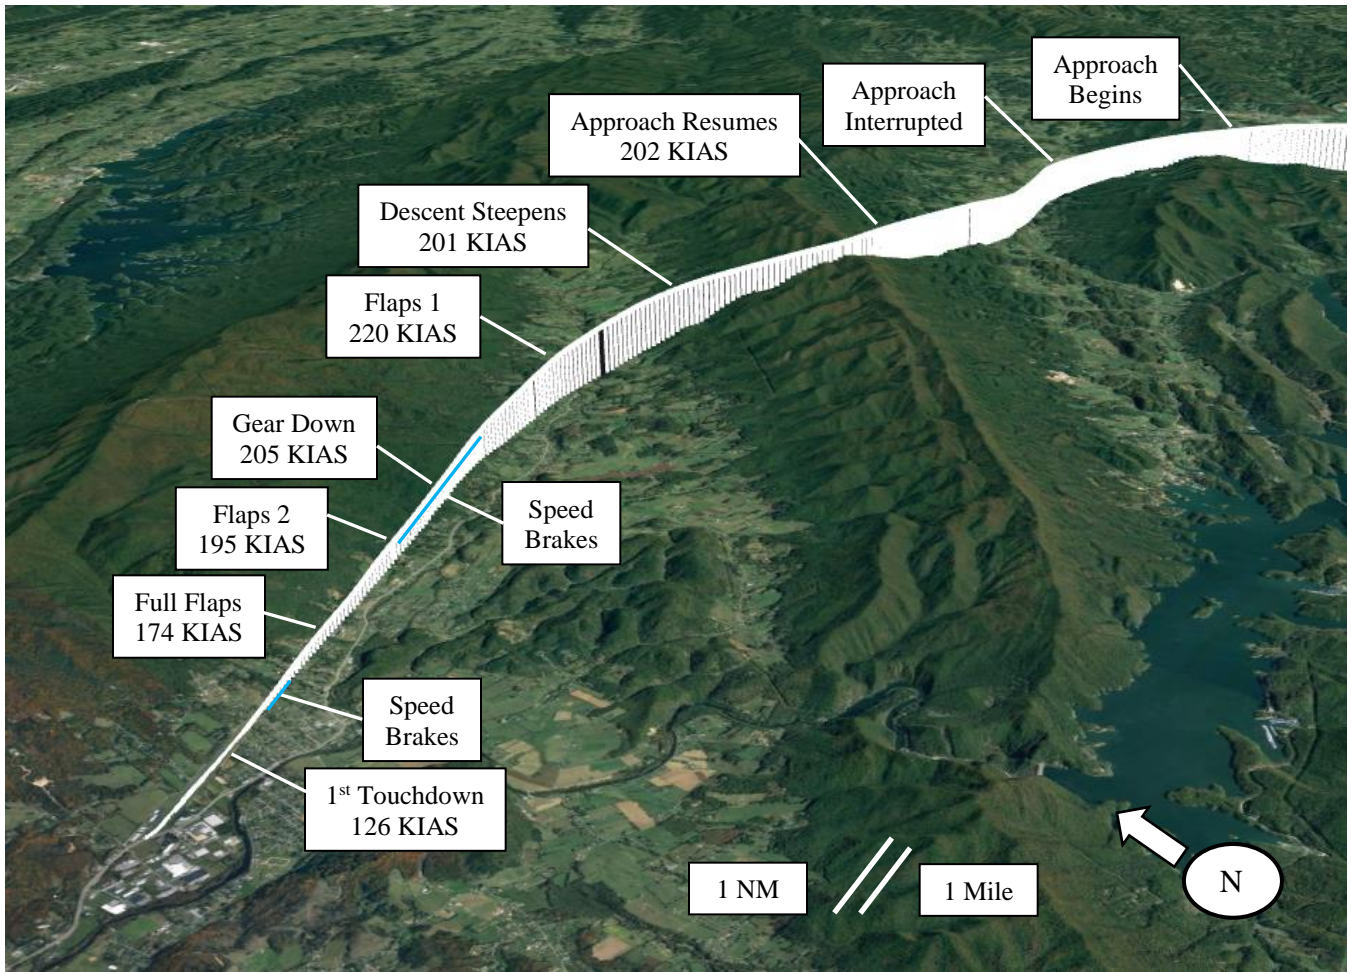 Approach
Begins
Approach
Interrupted
Approach Resumes
202 KIAS
Descent Steepens
201 KIAS
Flaps 1
220 KIAS
Gear Down
205 KIAS
Speed
Brakes
Flaps 2
195 KIAS
Full Flaps
174 KIAS
Speed
Brakes
1st Touchdown
126 KIAS
1 NM
1 Mile
N